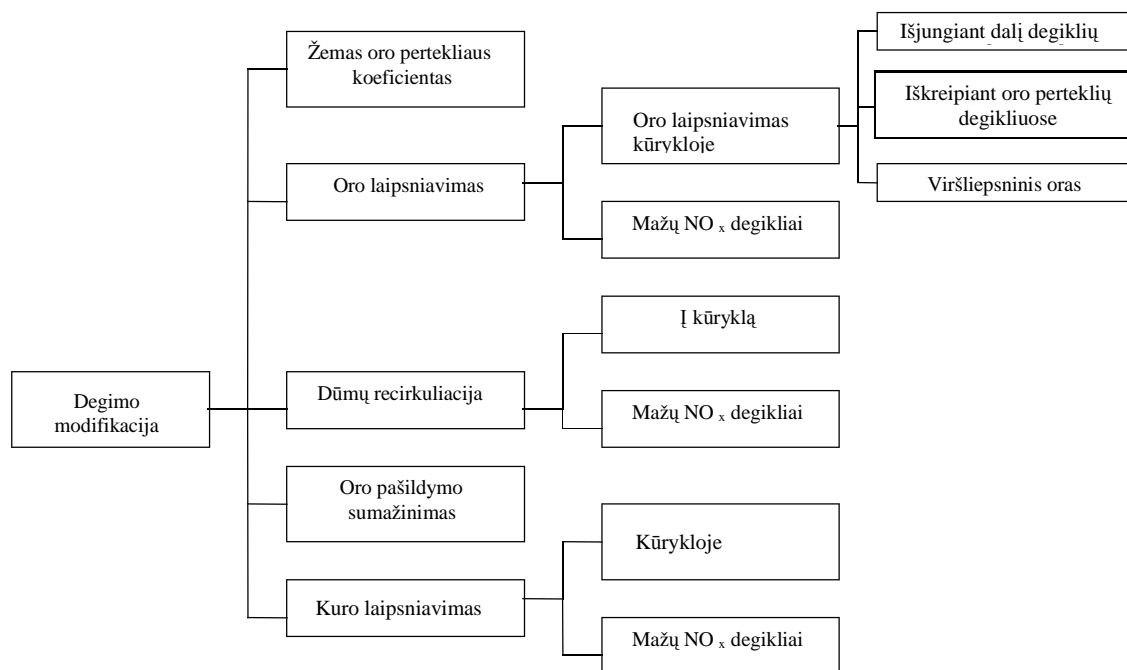 Išjungiant dalį degiklių
Žemas oro pertekliaus
koeficientas
Iškreipiant oro perteklių
degikliuose
Oro laipsniavimas
kūrykloje
Oro laipsniavimas
Viršliepsninis oras
Mažų NO x degikliai
Į kūryklą
Degimo
modifikacija
Dūmų recirkuliacija
Mažų NO x degikliai
Oro pašildymo
sumažinimas
Kūrykloje
Kuro laipsniavimas
Mažų NO x degikliai